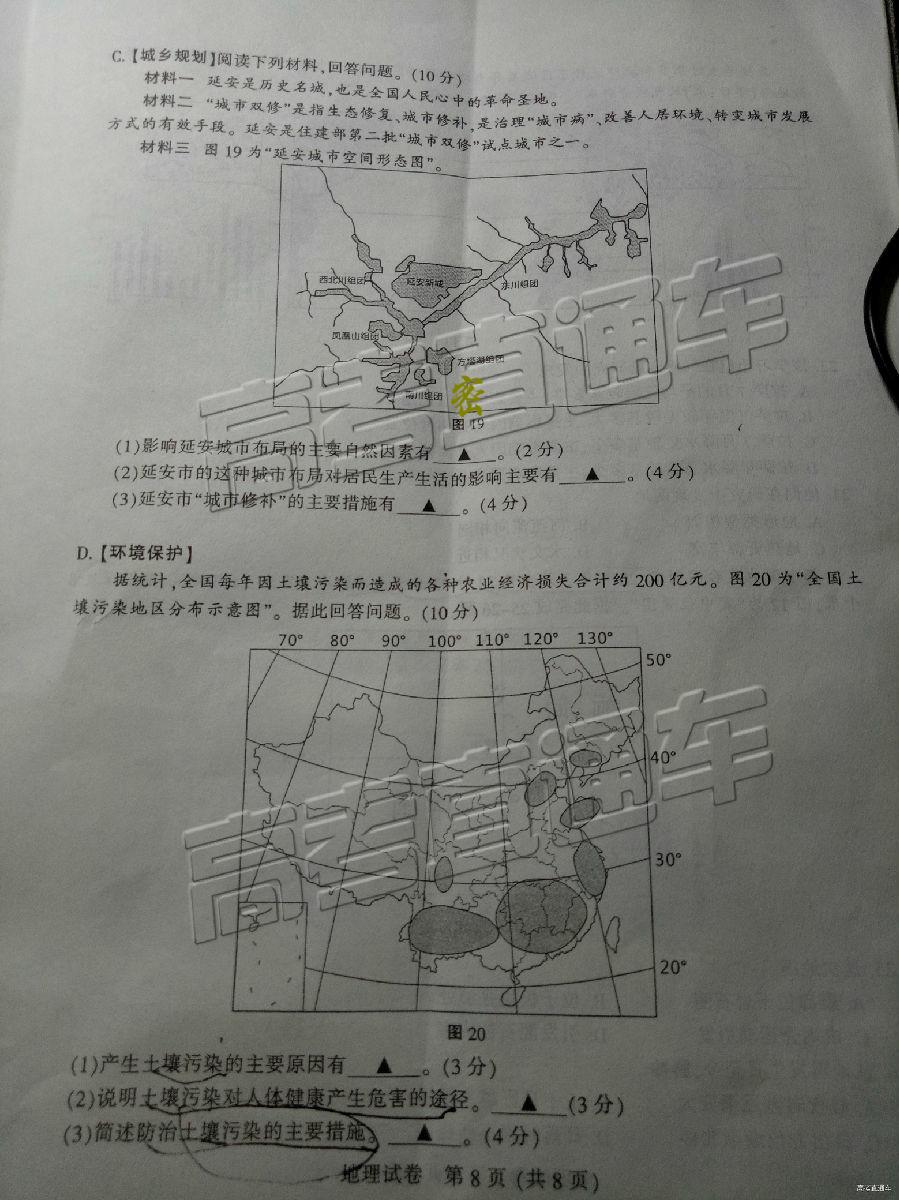 C.【城乡规划】阅读下列材料,回答问题。(10分)
材料一 延安是历史名城,也是全国人民心中的革命圣地。
材料二 “城市双修”是指生态修复、城市修补,是治理“城市病”、改善人居环境、转变城市发展
方式的有效手段。延安是住建部第二批“城市双修”试点城市之一。
材料三 图19为“延安城市空间形态图”。
西北川组团
延安新城
东川组团
凤凰山组团
方塔湖组团
南川组团
密
图19
(1)影响延安城市布局的主要自然因素有 ▲ 。(2分)
(2)延安市的这种城市布局对居民生产生活的影响主要有 ▲ 。(4分)
(3)延安市“城市修补”的主要措施有 ▲ 。(4分)
D.【环境保护】
据统计,全国每年因土壤污染而造成的各种农业经济损失合计约200亿元。图20为“全国土
壤污染地区分布示意图”。据此回答问题。(10分)
70° 80° 90° 100° 110° 120° 130°
50°
40°
30°
20°
图20
(1)产生土壤污染的主要原因有 ▲ 。(3分)
(2)说明土壤污染对人体健康产生危害的途径。 ▲ (3分)
(3)简述防治土壤污染的主要措施。 ▲ 。(4分)
地理试卷 第8页(共8页)
高考直通车
高考直通车
高考直通车